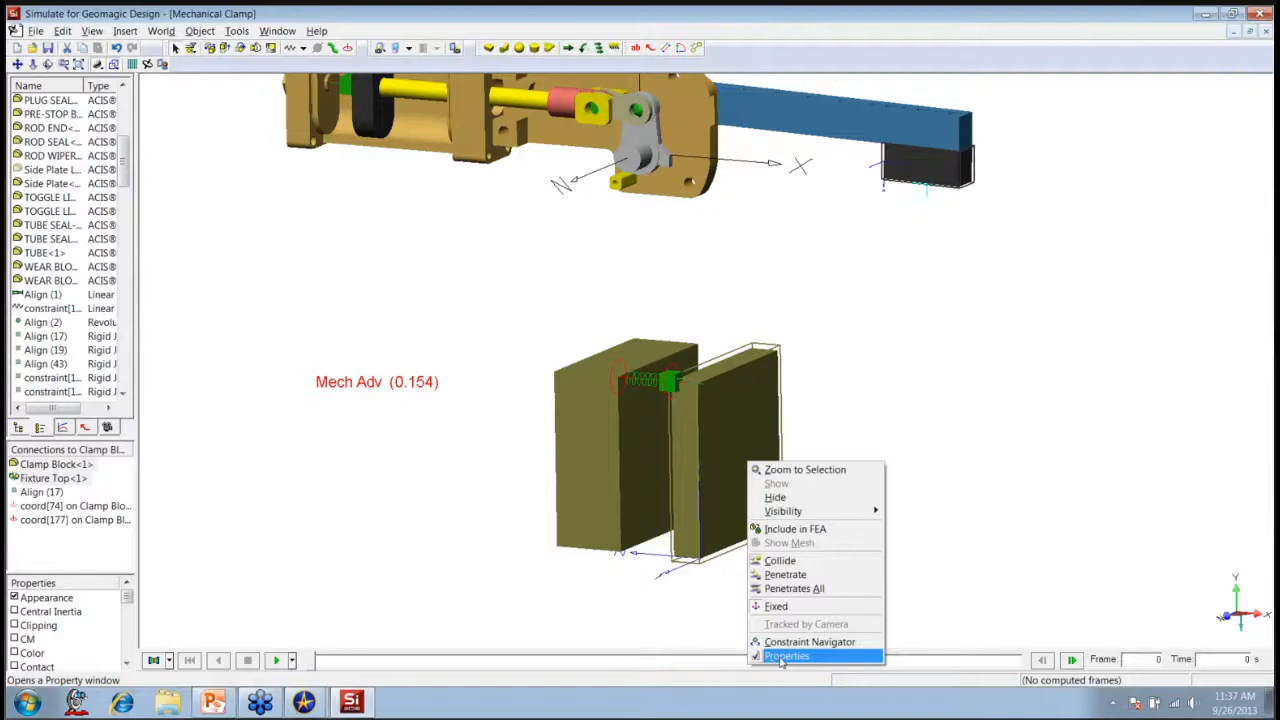 Simulate for Geomagic Design - [Mechanical Clamp]
File Edit View Insert World Object Tools Window Help
Name Type
PLUG SEAL... ACIS®
PRE-STOP B... ACIS®
ROD END<... ACIS®
ROD SEAL<... ACIS®
ROD WIPER... ACIS®
Side Plate L... ACIS®
Side Plate<... ACIS®
TOGGLE LI... ACIS®
TOGGLE LI... ACIS®
TUBE SEAL-... ACIS®
TUBE SEAL... ACIS®
TUBE<1> ACIS®
WEAR BLO... ACIS®
WEAR BLO... ACIS®
Align (1) Linear
constraint[1... Linear
Align (2) Revolu
Align (17) Rigid J
Align (19) Rigid J
Align (43) Rigid J
constraint[1... Rigid J
constraint[1... Rigid J
Connections to Clamp Bl...
Clamp Block<1>
Fixture Top<1>
Align (17)
coord[74] on Clamp Blo...
coord[177] on Clamp Bl...
Properties
Appearance
Central Inertia
Clipping
CM
Color
Contact
X
Mech Adv (0.154)
Zoom to Selection
Show
Hide
Visibility
Include in FEA
Show Mesh
Collide
Penetrate
Penetrates All
Fixed
Tracked by Camera
Constraint Navigator
Properties
Y
X
Frame: 0 Time: 0 s
Opens a Property window
(No computed frames)
Si
11:37 AM
9/26/2013